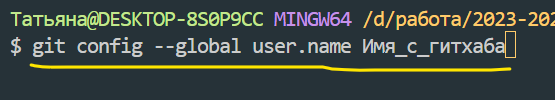 Татьяна@DESKTOP-8S0P9CC MINGW64 /d/работа/2023-202
$ git config --global user.name Имя_с_гитхаба